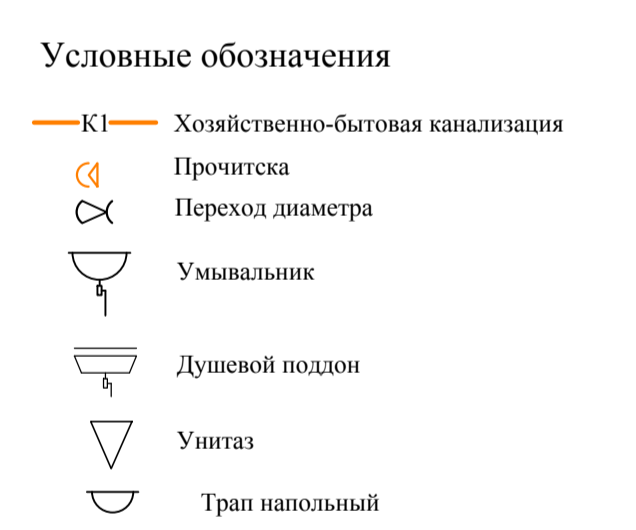 Условные обозначения
К1 Хозяйственно-бытовая канализация
Прочитска
Переход диаметра
Умывальник
Душевой поддон
Унитаз
Трап напольный